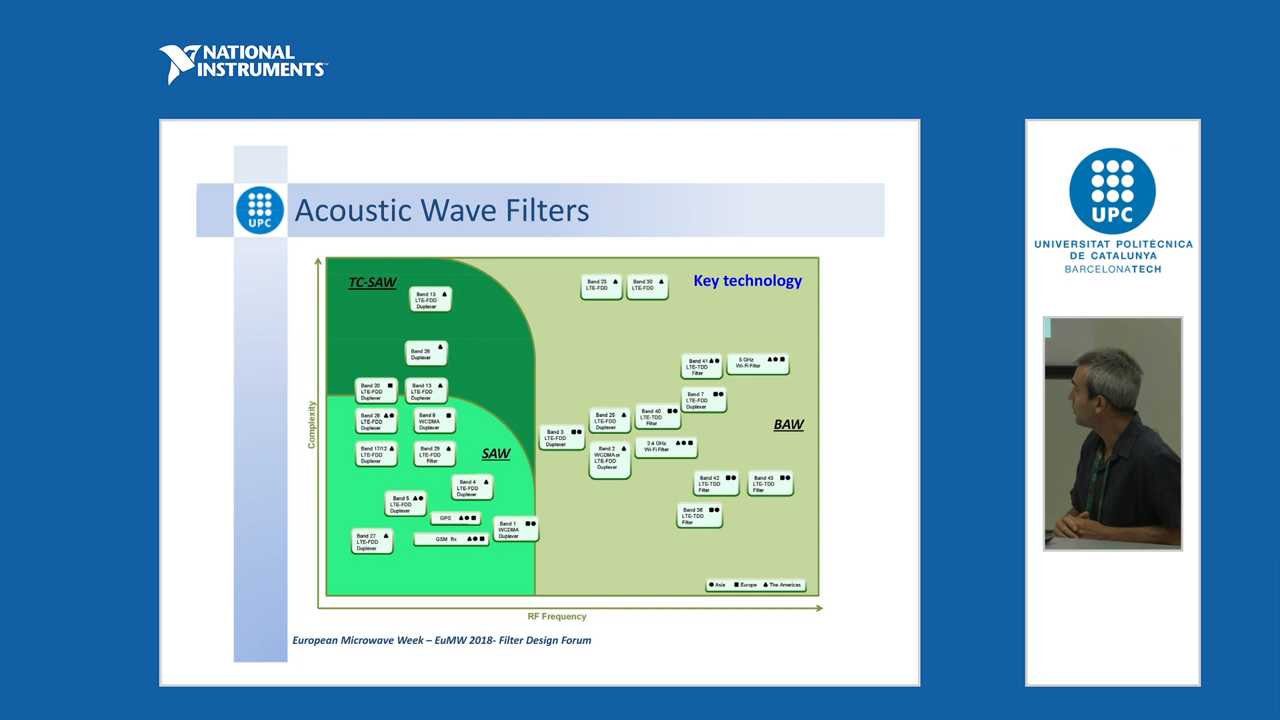 NATIONAL
INSTRUMENTS
UPC
Acoustic Wave Filters
TC-SAW
Key technology
Band 13
LTE-FDD
Duplexer
Band 23
LTE-FDD
Band 30
LTE-FDD
Band 26
Duplexer
Band 41
LTE-TDD
Filter
5 GHz
Wi-Fi Filter
Band 20
LTE-FDD
Duplexer
Band 13
LTE-FDD
Duplexer
Band 7
LTE-FDD
Duplexer
Band 28
LTE-FDD
Duplexer
Band 8
WCDMA
Duplexer
Band 25
LTE-FDD
Duplexer
Band 40
LTE-TDD
Filter
Band 3
LTE-FDD
Duplexer
BAW
Band 17/12
LTE-FDD
Duplexer
Band 29
LTE-FDD
Filter
SAW
Band 2
WCDMA or
LTE-FDD
Duplexer
2.4 GHz
Wi-Fi Filter
Band 4
LTE-FDD
Duplexer
Band 42
LTE-TDD
Filter
Band 43
LTE-TDD
Filter
Band 5
LTE-FDD
Duplexer
GPS
Band 1
WCDMA
Duplexer
Band 38
LTE-TDD
Filter
Band 27
LTE-FDD
Duplexer
GSM Rx
Asia Europe The Americas
Complexity
RF Frequency
European Microwave Week – EuMW 2018- Filter Design Forum
UPC
UNIVERSITAT POLITÈCNICA
DE CATALUNYA
BARCELONATECH